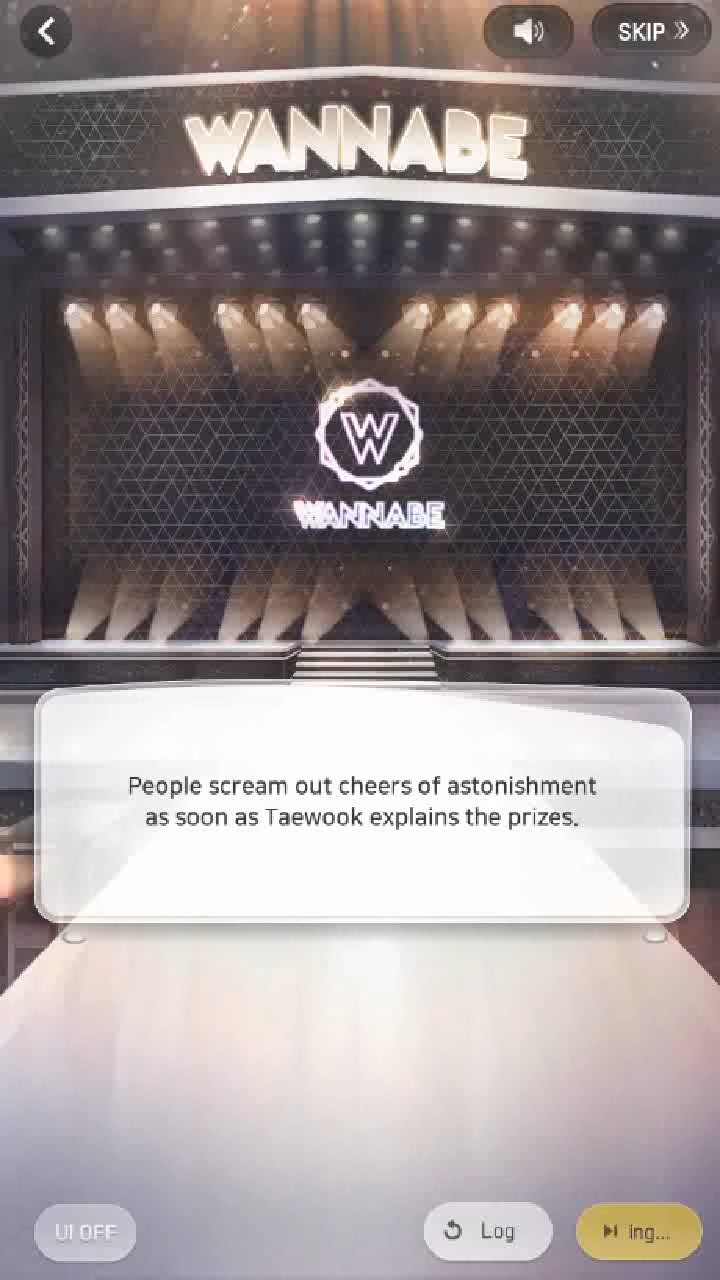 SKIP
WANNABE
W
WANNABE
People scream out cheers of astonishment
as soon as Taewook explains the prizes.
UI OFF
Log
ing...